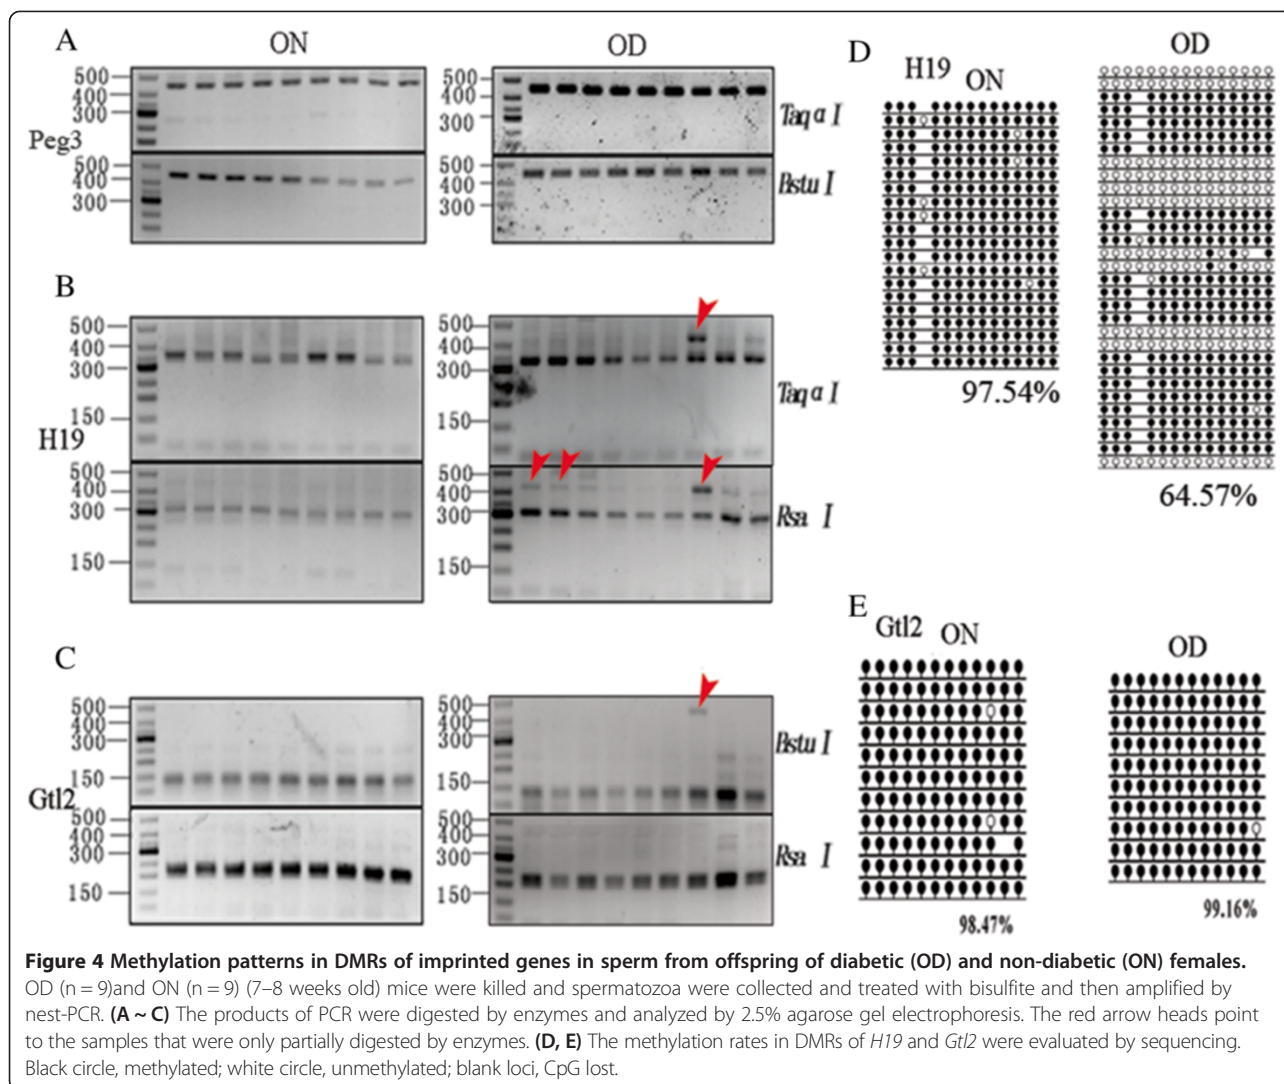 A
ON
OD
500
400
300
500
400
300
Peg3
500
400
300
500
400
300
Taqα I
Bstu I
B
500
400
300
150
H19
500
400
300
150
500
400
300
150
500
400
300
150
Taqα I
Rsa I
C
500
400
300
150
Gtl2
500
400
300
150
500
400
300
150
500
400
300
150
Bstu I
Rsa I
D
H19
ON
OD
97.54%
64.57%
E
Gtl2
ON
OD
98.47%
99.16%
Figure 4 Methylation patterns in DMRs of imprinted genes in sperm from offspring of diabetic (OD) and non-diabetic (ON) females.
OD (n = 9)and ON (n = 9) (7–8 weeks old) mice were killed and spermatozoa were collected and treated with bisulfite and then amplified by
nest-PCR. (A ~ C) The products of PCR were digested by enzymes and analyzed by 2.5% agarose gel electrophoresis. The red arrow heads point
to the samples that were only partially digested by enzymes. (D, E) The methylation rates in DMRs of H19 and Gtl2 were evaluated by sequencing.
Black circle, methylated; white circle, unmethylated; blank loci, CpG lost.